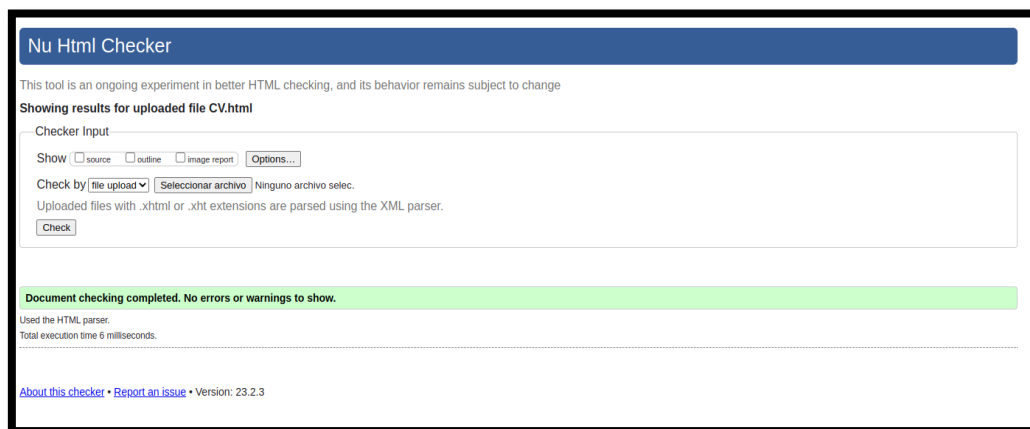 Nu Html Checker
This tool is an ongoing experiment in better HTML checking, and its behavior remains subject to change
Showing results for uploaded file CV.html
Checker Input
Show source outline image report Options...
Check by file upload Seleccionar archivo Ninguno archivo selec.
Uploaded files with .xhtml or .xht extensions are parsed using the XML parser.
Check
Document checking completed. No errors or warnings to show.
Used the HTML parser.
Total execution time 6 milliseconds.
About this checker • Report an issue • Version: 23.2.3